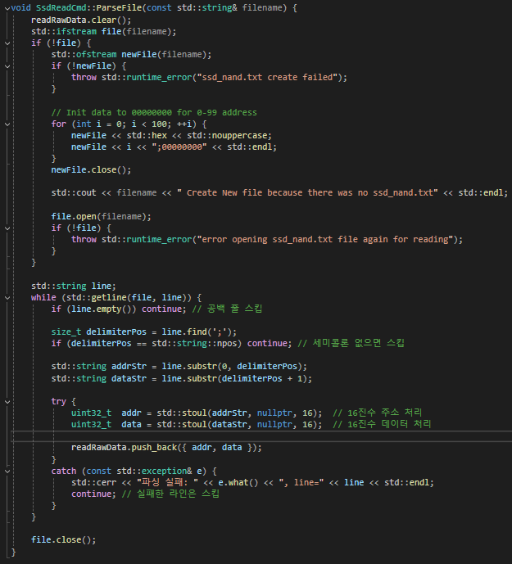 void SsdReadCmd::ParseFile(const std::string& filename) {
    readRawData.clear();
    std::ifstream file(filename);
    if (!file) {
        std::ofstream newFile(filename);
        if (!newFile) {
            throw std::runtime_error("ssd_nand.txt create failed");
        }

        // Init data to 00000000 for 0-99 address
        for (int i = 0; i < 100; ++i) {
            newFile << std::hex << std::nouppercase;
            newFile << i << ";00000000" << std::endl;
        }
        newFile.close();

        std::cout << filename << " Create New file because there was no ssd_nand.txt" << std::endl;

        file.open(filename);
        if (!file) {
            throw std::runtime_error("error opening ssd_nand.txt file again for reading");
        }
    }

    std::string line;
    while (std::getline(file, line)) {
        if (line.empty()) continue; // 공백 줄 스킵

        size_t delimiterPos = line.find(';');
        if (delimiterPos == std::string::npos) continue; // 세미콜론 없으면 스킵

        std::string addrStr = line.substr(0, delimiterPos);
        std::string dataStr = line.substr(delimiterPos + 1);

        try {
            uint32_t  addr = std::stoul(addrStr, nullptr, 16);  // 16진수 주소 처리
            uint32_t  data = std::stoul(dataStr, nullptr, 16);  // 16진수 데이터 처리

            readRawData.push_back({ addr, data });
        }
        catch (const std::exception& e) {
            std::cerr << "파싱 실패: " << e.what() << ", line=" << line << std::endl;
            continue; // 실패한 라인은 스킵
        }
    }

    file.close();
}